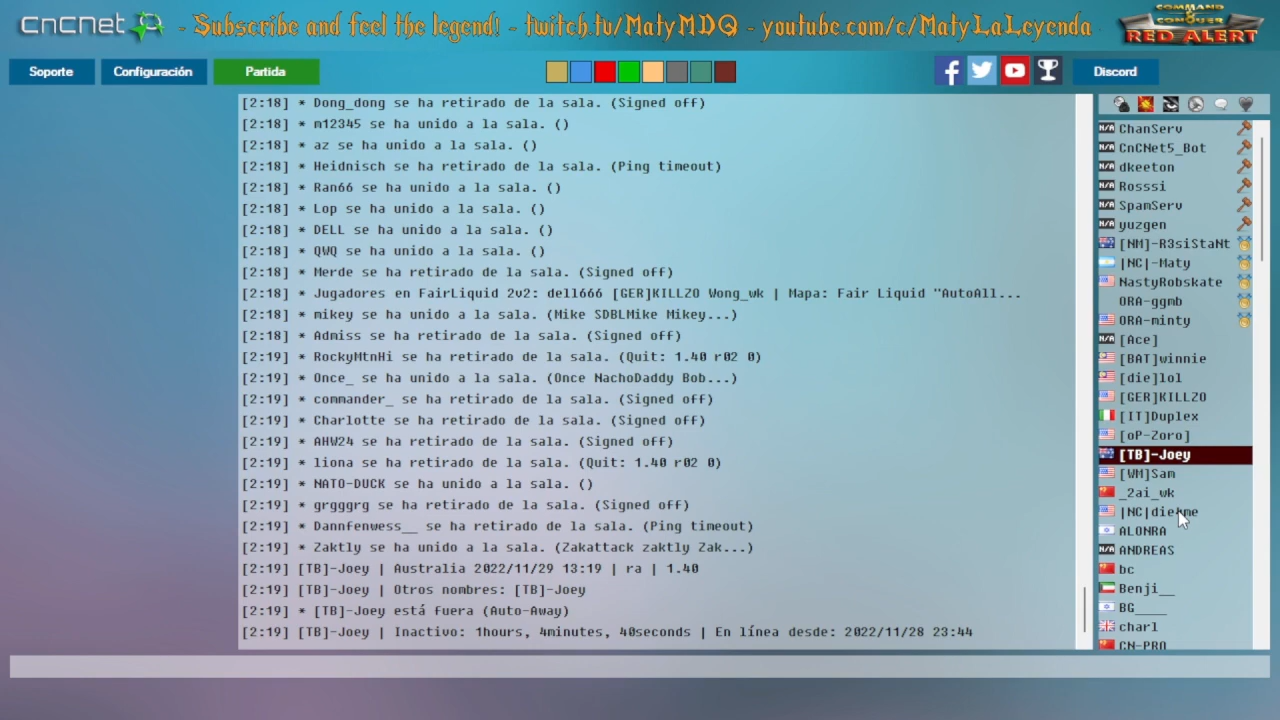 CnCNet - Subscribe and feel the legend! - twitch.tv/MatyMDQ - youtube.com/c/MatyLaLeyenda
COMMAND & CONQUER
RED ALERT
Soporte Configuración Partida Discord
[2:18] * Dong_dong se ha retirado de la sala. (Signed off)
[2:18] * m12345 se ha unido a la sala. ()
[2:18] * az se ha unido a la sala. ()
[2:18] * Heidnisch se ha retirado de la sala. (Ping timeout)
[2:18] * Ran66 se ha unido a la sala. ()
[2:18] * Lop se ha unido a la sala. ()
[2:18] * DELL se ha unido a la sala. ()
[2:18] * QWQ se ha unido a la sala. ()
[2:18] * Merde se ha retirado de la sala. (Signed off)
[2:18] * Jugadores en FairLiquid 2v2: dell666 [GER]KILLZO Wong_wk | Mapa: Fair Liquid "AutoAll...
[2:18] * mikey se ha unido a la sala. (Mike SDBLMike Mikey...)
[2:18] * Admiss se ha retirado de la sala. (Signed off)
[2:19] * RockyMtnHi se ha retirado de la sala. (Quit: 1.40 r02 0)
[2:19] * Once_ se ha unido a la sala. (Once NachoDaddy Bob...)
[2:19] * commander_ se ha retirado de la sala. (Signed off)
[2:19] * Charlotte se ha retirado de la sala. (Signed off)
[2:19] * AHW24 se ha retirado de la sala. (Signed off)
[2:19] * liona se ha retirado de la sala. (Quit: 1.40 r02 0)
[2:19] * NATO-DUCK se ha unido a la sala. ()
[2:19] * grgggrg se ha retirado de la sala. (Signed off)
[2:19] * Dannfenwess__ se ha retirado de la sala. (Ping timeout)
[2:19] * Zaktly se ha unido a la sala. (Zakattack zaktly Zak...)
[2:19] [TB]-Joey | Australia 2022/11/29 13:19 | ra | 1.40
[2:19] [TB]-Joey | Otros nombres: [TB]-Joey
[2:19] * [TB]-Joey está fuera (Auto-Away)
[2:19] [TB]-Joey | Inactivo: 1hours, 4minutes, 40seconds | En línea desde: 2022/11/28 23:44
N/A ChanServ
N/A CnCNet5_Bot
N/A dkeeton
N/A Rosssi
N/A SpamServ
N/A yuzgen
[NM]-R3siStaNt
|NC|-Maty
NastyRobskate
ORA-ggmb
ORA-minty
N/A [Ace]
[BAT]winnie
[die]lol
[GER]KILLZO
[IT]Duplex
[oP-Zoro]
[TB]-Joey
[WM]Sam
_2ai_wk
ALONRA
N/A ANDREAS
bc
Benji__
BG____
charl
CN-PRO